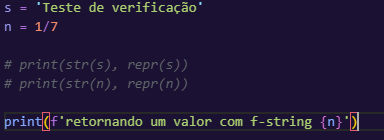 s = 'Teste de verificação'
n = 1/7
# print(str(s), repr(s))
# print(str(n), repr(n))
print(f'retornando um valor com f-string {n}')